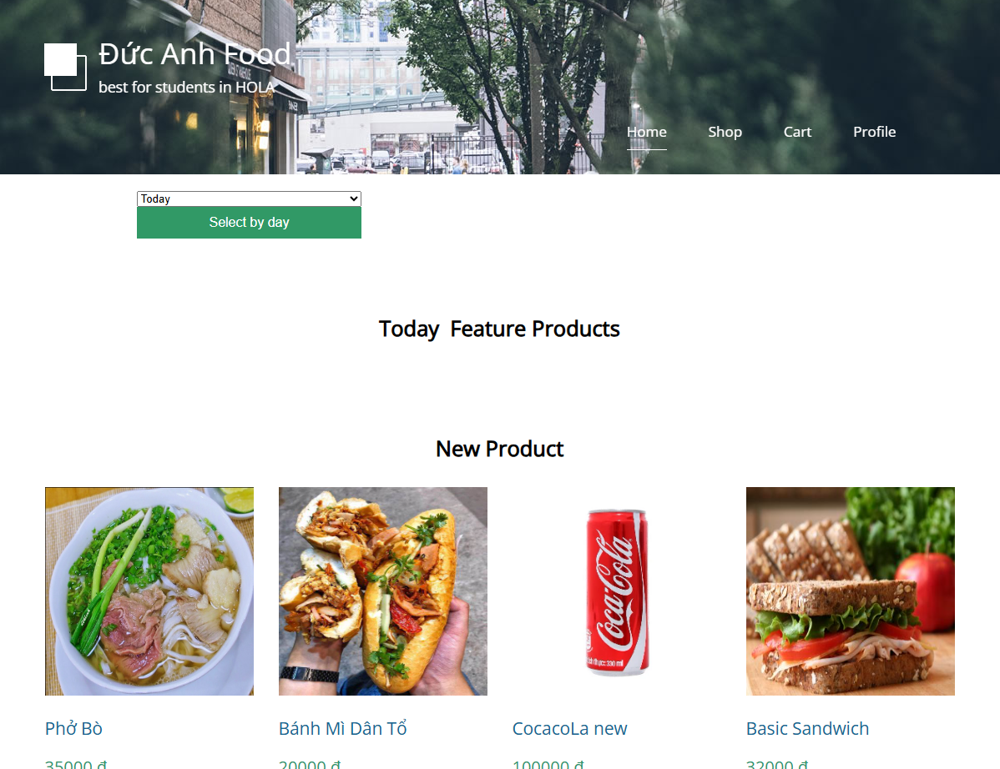 Đức Anh Food
best for students in HOLA
Home Shop Cart Profile
Today
Select by day
Today Feature Products
New Product
Coca-Cola
Phở Bò
Bánh Mì Dân Tổ
CocacoLa new
Basic Sandwich
35000 đ
20000 đ
100000 đ
32000 đ